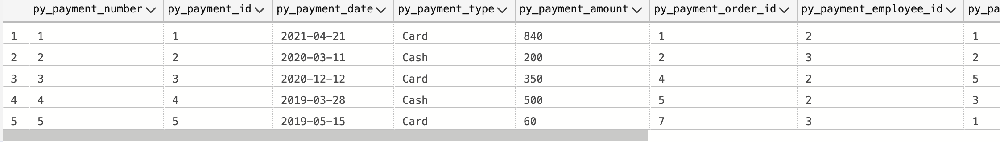 py_payment_number py_payment_id py_payment_date py_payment_type py_payment_amount py_payment_order_id py_payment_employee_id py_pa
1 1 1 2021-04-21 Card 840 1 2 1
2 2 2 2020-03-11 Cash 200 2 3 2
3 3 3 2020-12-12 Card 350 4 2 5
4 4 4 2019-03-28 Cash 500 5 2 3
5 5 5 2019-05-15 Card 60 7 3 1